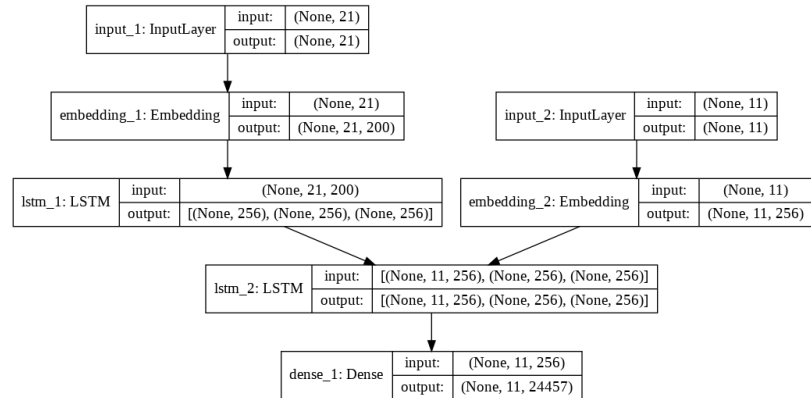 input_1: InputLayer input: (None, 21)
output: (None, 21)
embedding_1: Embedding input: (None, 21)
output: (None, 21, 200)
input_2: InputLayer input: (None, 11)
output: (None, 11)
lstm_1: LSTM input: (None, 21, 200)
output: [(None, 256), (None, 256), (None, 256)]
embedding_2: Embedding input: (None, 11)
output: (None, 11, 256)
lstm_2: LSTM input: [(None, 11, 256), (None, 256), (None, 256)]
output: [(None, 11, 256), (None, 256), (None, 256)]
dense_1: Dense input: (None, 11, 256)
output: (None, 11, 24457)